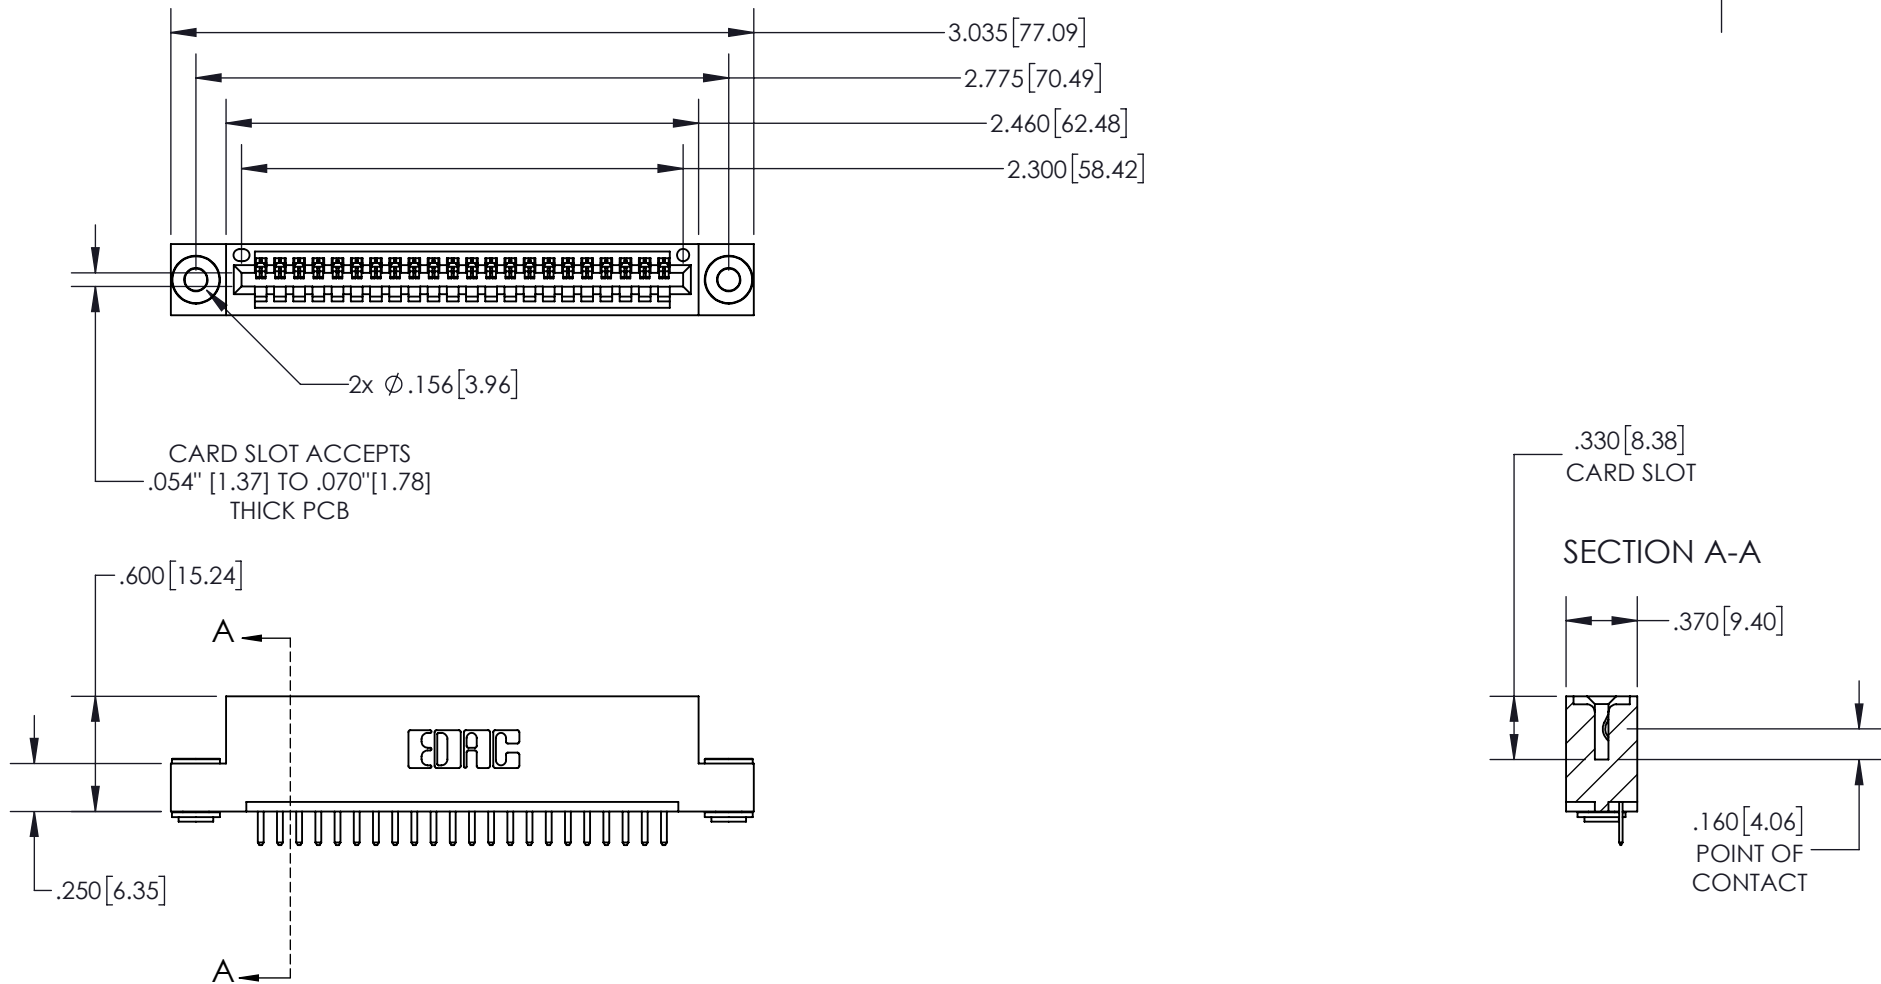 3.035[77.09]
2.775[70.49]
2.460[62.48]
2.300[58.42]
2x Ø.156[3.96]
CARD SLOT ACCEPTS
.054" [1.37] TO .070"[1.78]
THICK PCB
.330[8.38]
CARD SLOT
SECTION A-A
.600[15.24]
.370[9.40]
A
EDAC
.160[4.06]
POINT OF
CONTACT
.250[6.35]
A